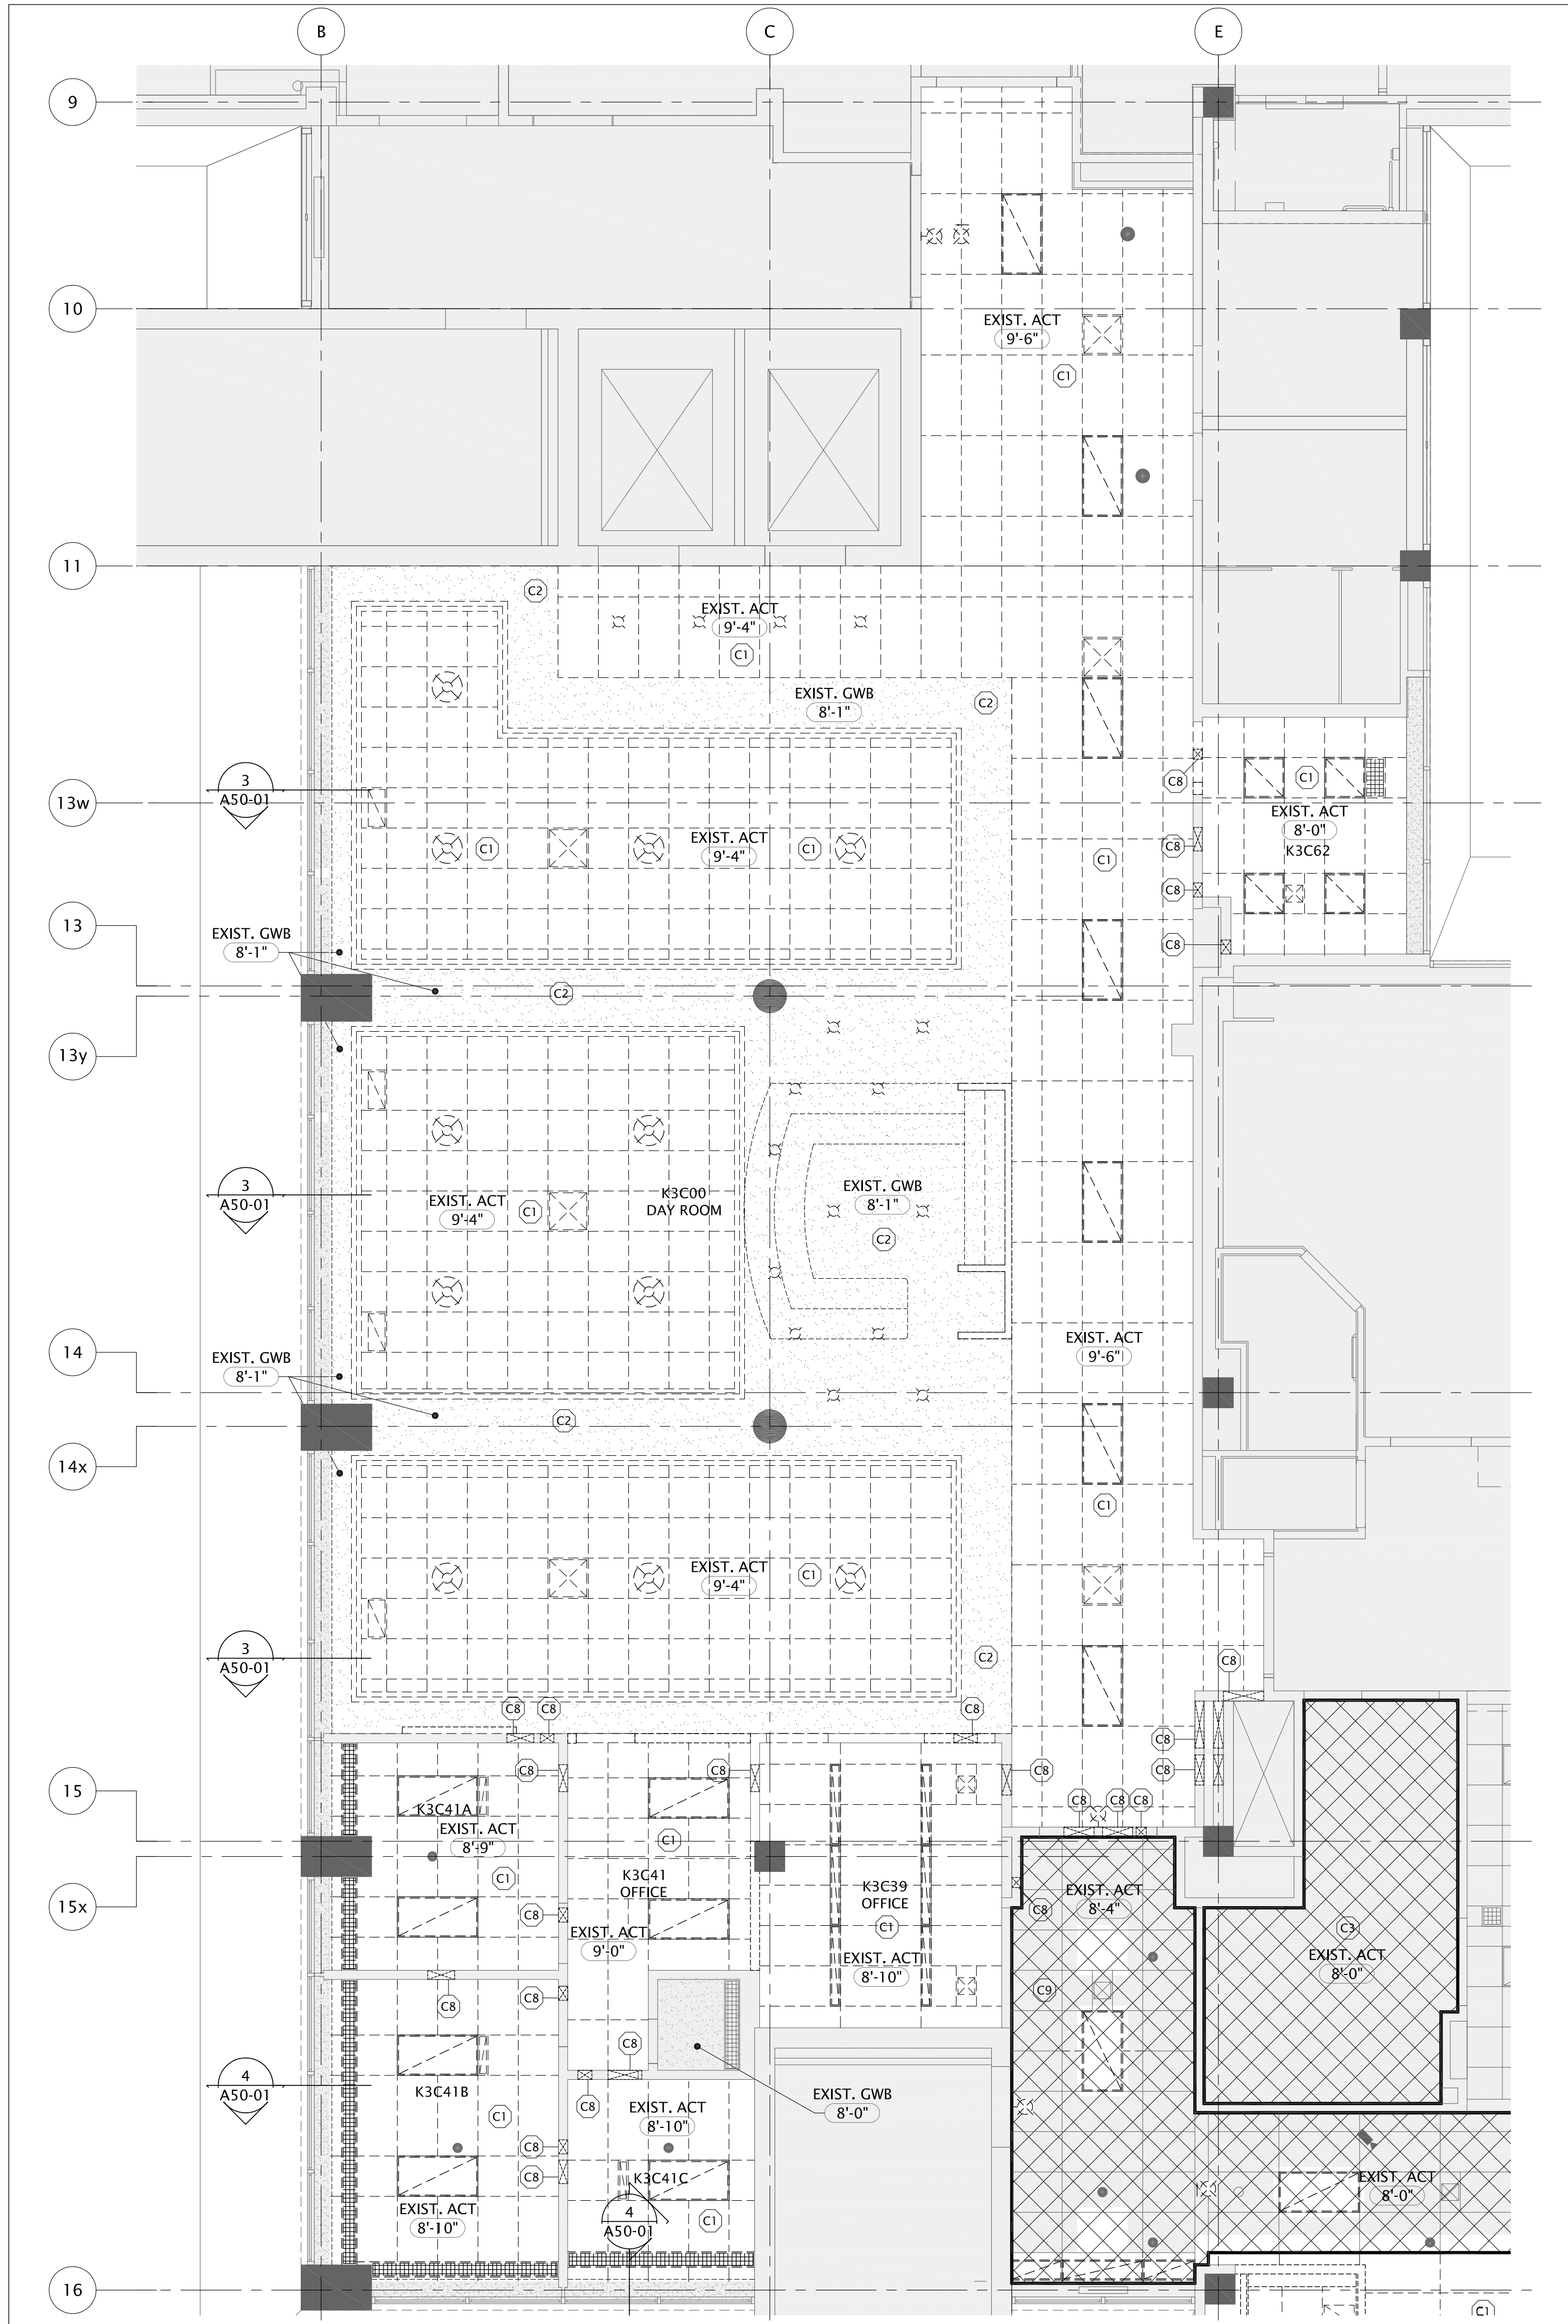 B
C
E
9
10
EXIST. ACT
9'-6"
C1
11
C2
EXIST. ACT
9'-4"
C1
EXIST. GWB
8'-1"
C2
3
A50-01
13w
C8
C1
EXIST. ACT
8'-0"
K3C62
C1
EXIST. ACT
9'-4"
C1
C8
C1
C8
13
EXIST. GWB
8'-1"
C8
C2
13y
3
A50-01
EXIST. ACT
9'-4"
C1
K3C00
DAY ROOM
EXIST. GWB
8'-1"
C2
14
EXIST. GWB
8'-1"
EXIST. ACT
9'-6"
C2
14x
C1
EXIST. ACT
9'-4"
C1
3
A50-01
C2
C8
C8
C8
C8
C8
C8
C8
C8
C8
15
K3C41A
EXIST. ACT
8'-9"
C1
C8
C8
C8
C1
K3C41
OFFICE
K3C39
OFFICE
C8
EXIST. ACT
8'-4"
15x
C8
EXIST. ACT
9'-0"
C1
EXIST. ACT
8'-10"
C3
EXIST. ACT
8'-0"
C8
C8
C9
C8
4
A50-01
K3C41B
C1
C8
EXIST. ACT
8'-10"
EXIST. GWB
8'-0"
C8
C8
K3C41C
EXIST. ACT
8'-0"
EXIST. ACT
8'-10"
4
A50-01
C1
16
C1